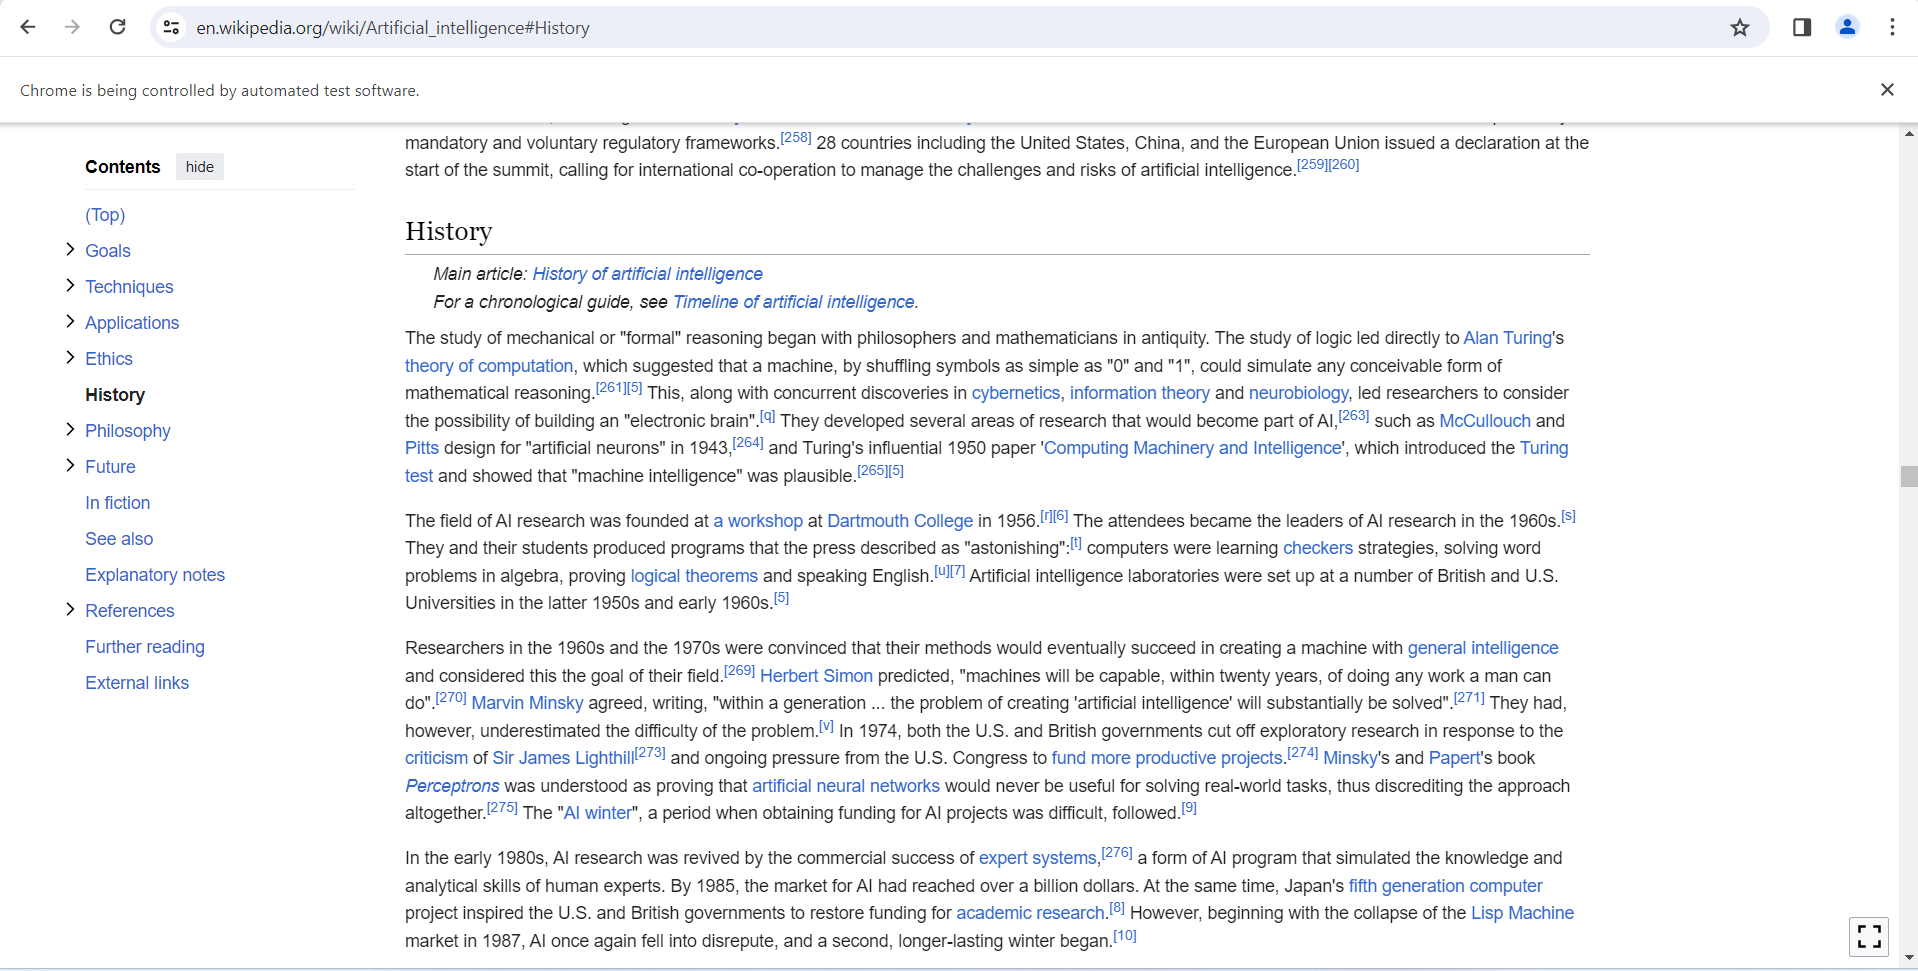 en.wikipedia.org/wiki/Artificial_intelligence#History
Chrome is being controlled by automated test software.
Contents hide
(Top)
Goals
Techniques
Applications
Ethics
History
Philosophy
Future
In fiction
See also
Explanatory notes
References
Further reading
External links
mandatory and voluntary regulatory frameworks.[258] 28 countries including the United States, China, and the European Union issued a declaration at the
start of the summit, calling for international co-operation to manage the challenges and risks of artificial intelligence.[259][260]
History
Main article: History of artificial intelligence
For a chronological guide, see Timeline of artificial intelligence.
The study of mechanical or "formal" reasoning began with philosophers and mathematicians in antiquity. The study of logic led directly to Alan Turing's
theory of computation, which suggested that a machine, by shuffling symbols as simple as "0" and "1", could simulate any conceivable form of
mathematical reasoning.[261][5] This, along with concurrent discoveries in cybernetics, information theory and neurobiology, led researchers to consider
the possibility of building an "electronic brain".[q] They developed several areas of research that would become part of AI,[263] such as McCullouch and
Pitts design for "artificial neurons" in 1943,[264] and Turing's influential 1950 paper 'Computing Machinery and Intelligence', which introduced the Turing
test and showed that "machine intelligence" was plausible.[265][5]
The field of AI research was founded at a workshop at Dartmouth College in 1956.[r][6] The attendees became the leaders of AI research in the 1960s.[s]
They and their students produced programs that the press described as "astonishing":[t] computers were learning checkers strategies, solving word
problems in algebra, proving logical theorems and speaking English.[u][7] Artificial intelligence laboratories were set up at a number of British and U.S.
Universities in the latter 1950s and early 1960s.[5]
Researchers in the 1960s and the 1970s were convinced that their methods would eventually succeed in creating a machine with general intelligence
and considered this the goal of their field.[269] Herbert Simon predicted, "machines will be capable, within twenty years, of doing any work a man can
do".[270] Marvin Minsky agreed, writing, "within a generation ... the problem of creating 'artificial intelligence' will substantially be solved".[271] They had,
however, underestimated the difficulty of the problem.[v] In 1974, both the U.S. and British governments cut off exploratory research in response to the
criticism of Sir James Lighthill[273] and ongoing pressure from the U.S. Congress to fund more productive projects.[274] Minsky's and Papert's book
Perceptrons was understood as proving that artificial neural networks would never be useful for solving real-world tasks, thus discrediting the approach
altogether.[275] The "AI winter", a period when obtaining funding for AI projects was difficult, followed.[9]
In the early 1980s, AI research was revived by the commercial success of expert systems,[276] a form of AI program that simulated the knowledge and
analytical skills of human experts. By 1985, the market for AI had reached over a billion dollars. At the same time, Japan's fifth generation computer
project inspired the U.S. and British governments to restore funding for academic research.[8] However, beginning with the collapse of the Lisp Machine
market in 1987, AI once again fell into disrepute, and a second, longer-lasting winter began.[10]